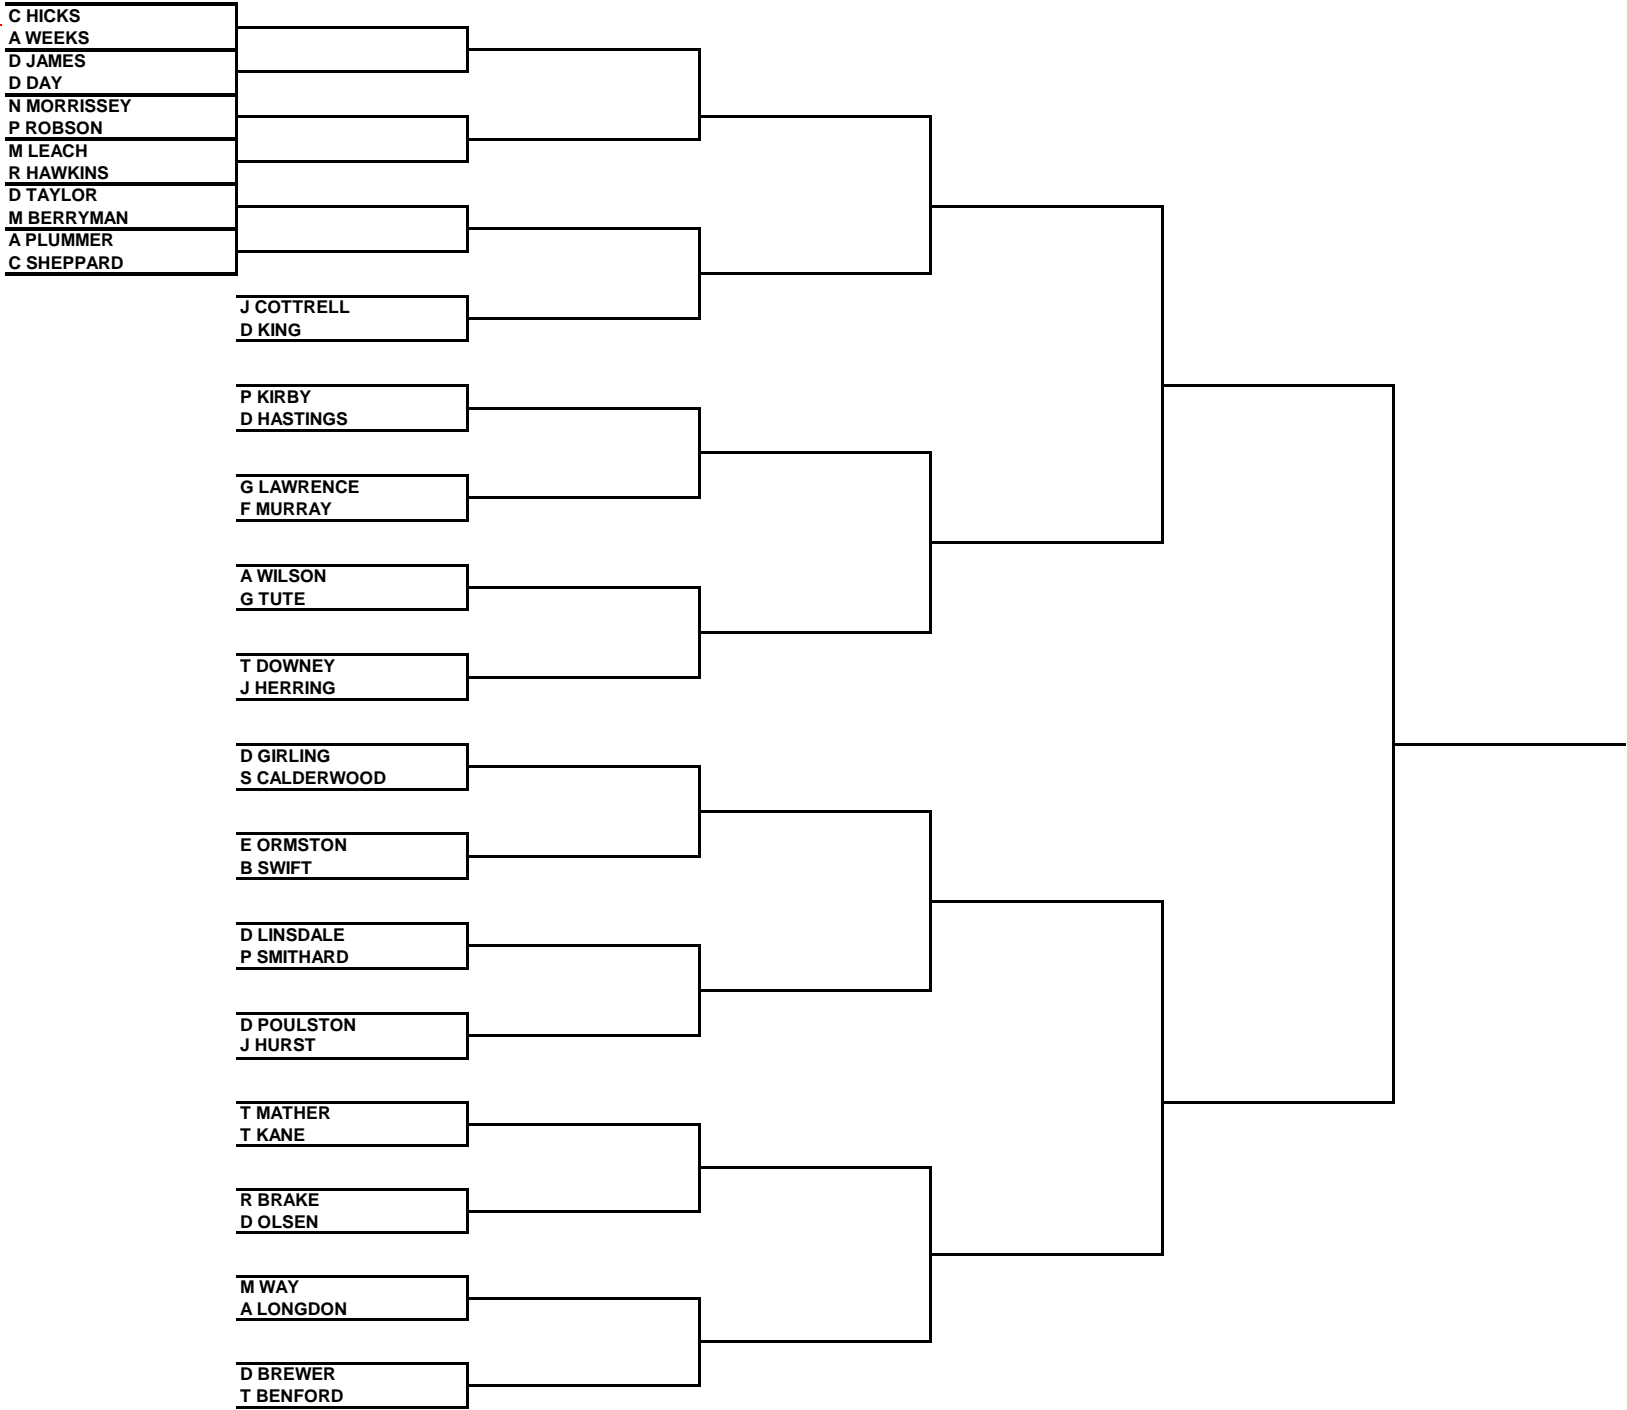 C HICKS
A WEEKS
D JAMES
D DAY
N MORRISSEY
P ROBSON
M LEACH
R HAWKINS
D TAYLOR
M BERRYMAN
A PLUMMER
C SHEPPARD
J COTTRELL
D KING
P KIRBY
D HASTINGS
G LAWRENCE
F MURRAY
A WILSON
G TUTE
T DOWNEY
J HERRING
D GIRLING
S CALDERWOOD
E ORMSTON
B SWIFT
D LINSDALE
P SMITHARD
D POULSTON
J HURST
T MATHER
T KANE
R BRAKE
D OLSEN
M WAY
A LONGDON
D BREWER
T BENFORD